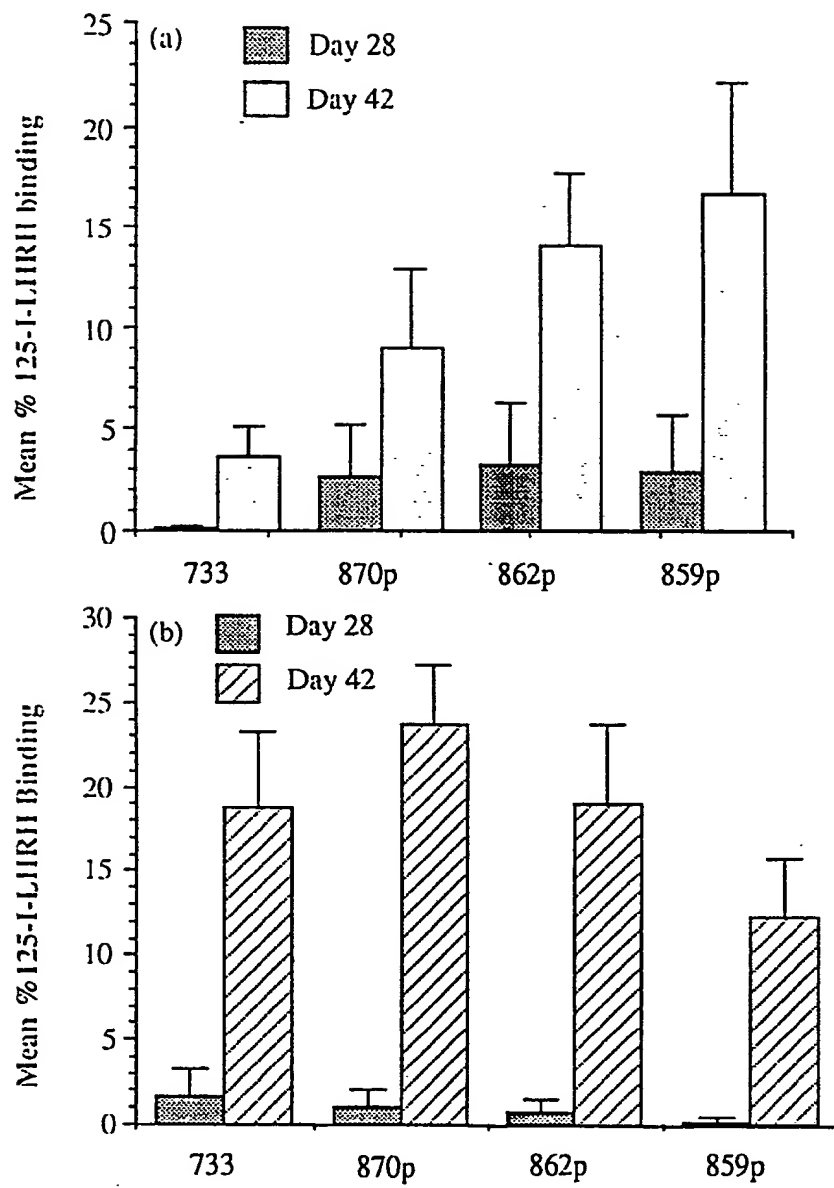 25
(a)
Day 28
Day 42
20
15
10
5
0
Mean % 125-I-LHRH binding
733 870p 862p 859p
30
(b)
Day 28
Day 42
25
20
15
10
5
0
Mean %125-I-LHRH Binding
733 870p 862p 859p